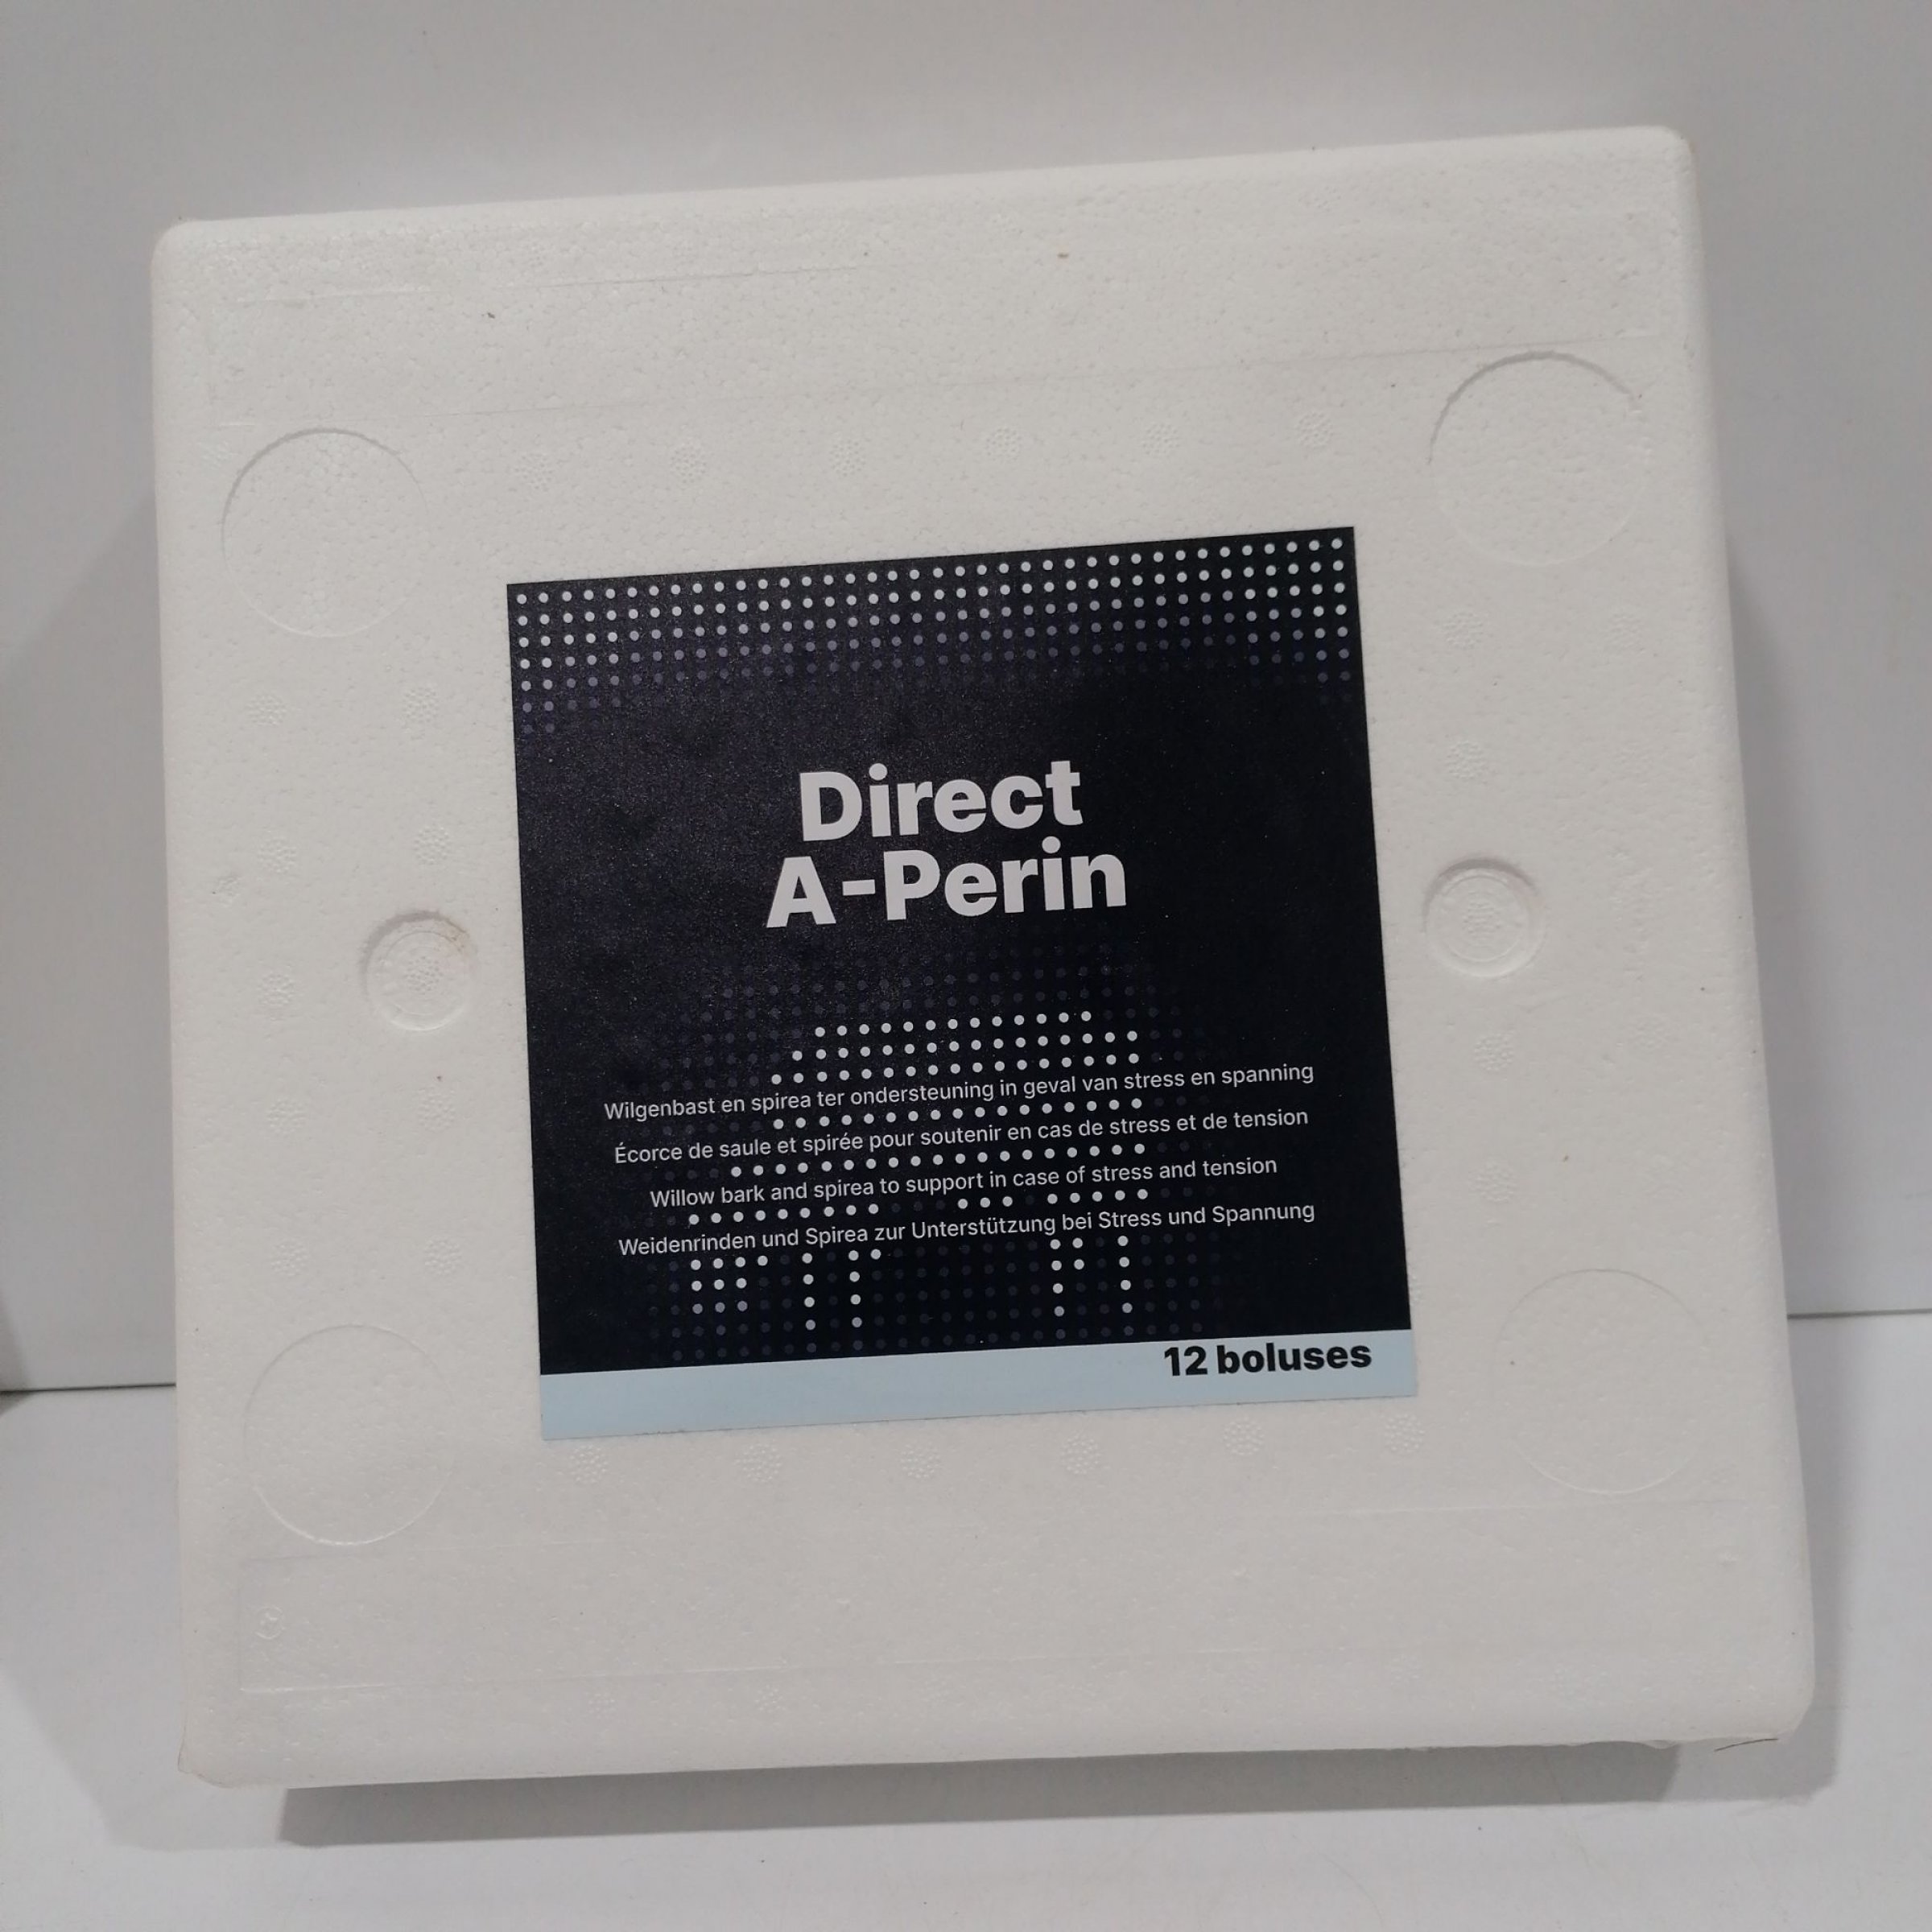 Direct
A-Perin
Wilgenbast en spirea ter ondersteuning in geval van stress en spanning
Écorce de saule et spirée pour soutenir en cas de stress et de tension
Willow bark and spirea to support in case of stress and tension
Weidenrinden und Spirea zur Unterstützung bei Stress und Spannung
12 boluses